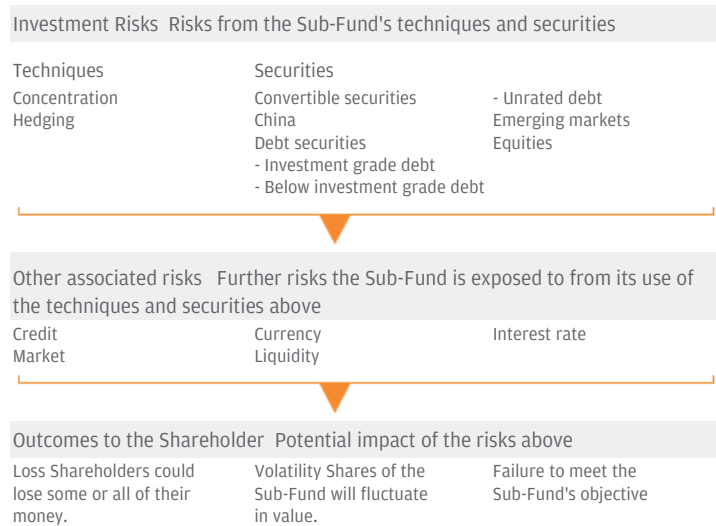 Investment Risks Risks from the Sub-Fund's techniques and securities
Techniques
Concentration
Hedging
Securities
Convertible securities
China
Debt securities
- Investment grade debt
- Below investment grade debt
- Unrated debt
Emerging markets
Equities
Other associated risks Further risks the Sub-Fund is exposed to from its use of
the techniques and securities above
Credit
Market
Currency
Liquidity
Interest rate
Outcomes to the Shareholder Potential impact of the risks above
Loss Shareholders could
lose some or all of their
money.
Volatility Shares of the
Sub-Fund will fluctuate
in value.
Failure to meet the
Sub-Fund's objective